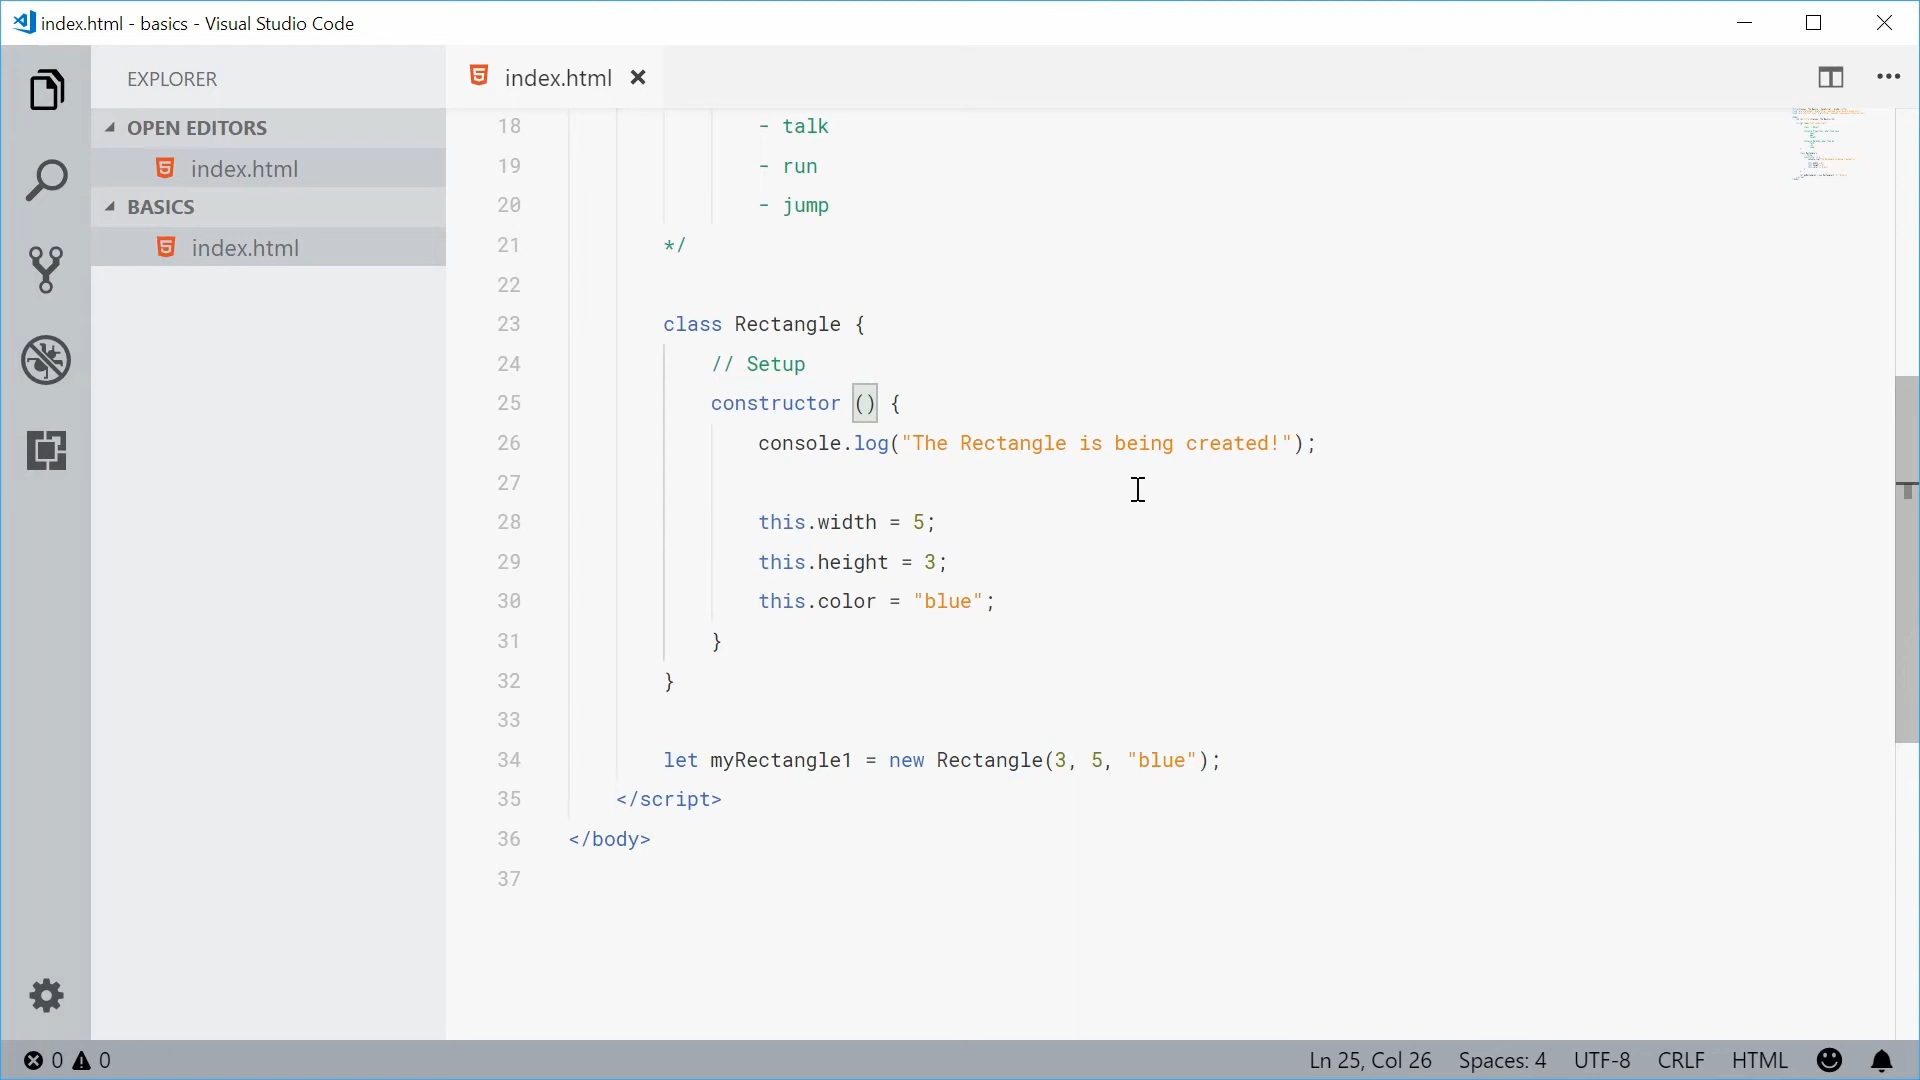 index.html - basics - Visual Studio Code
EXPLORER
OPEN EDITORS
index.html
BASICS
index.html
index.html
18 - talk
19 - run
20 - jump
21 */
22
23 class Rectangle {
24 // Setup
25 constructor () {
26 console.log("The Rectangle is being created!");
27
28 this.width = 5;
29 this.height = 3;
30 this.color = "blue";
31 }
32 }
33
34 let myRectangle1 = new Rectangle(3, 5, "blue");
35 </script>
36 </body>
37
0 0 Ln 25, Col 26 Spaces: 4 UTF-8 CRLF HTML